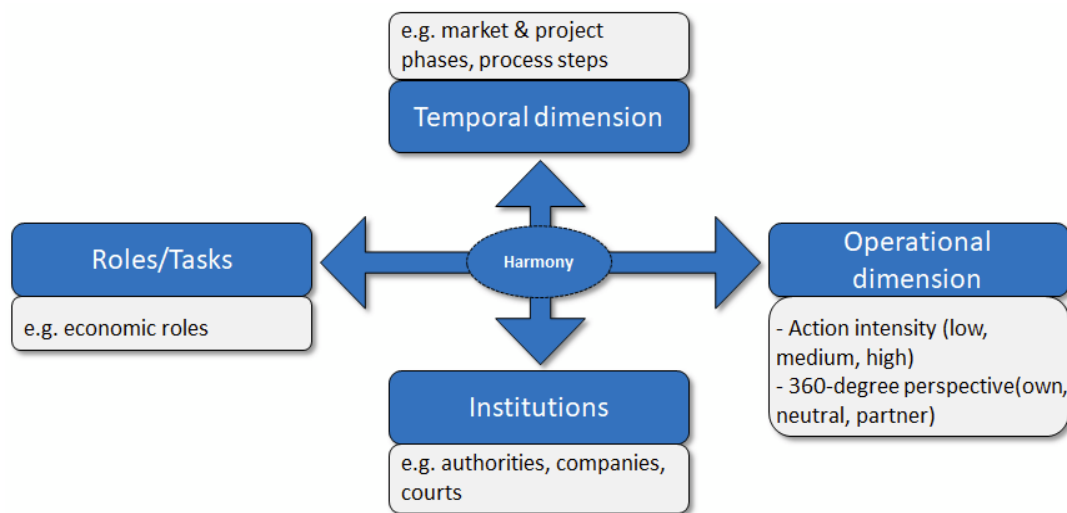 e.g. market & project
phases, process steps
Temporal dimension
Roles/Tasks
e.g. economic roles
Harmony
Operational
dimension
- Action intensity (low,
medium, high)
- 360-degree perspective(own,
neutral, partner)
Institutions
e.g. authorities, companies,
courts